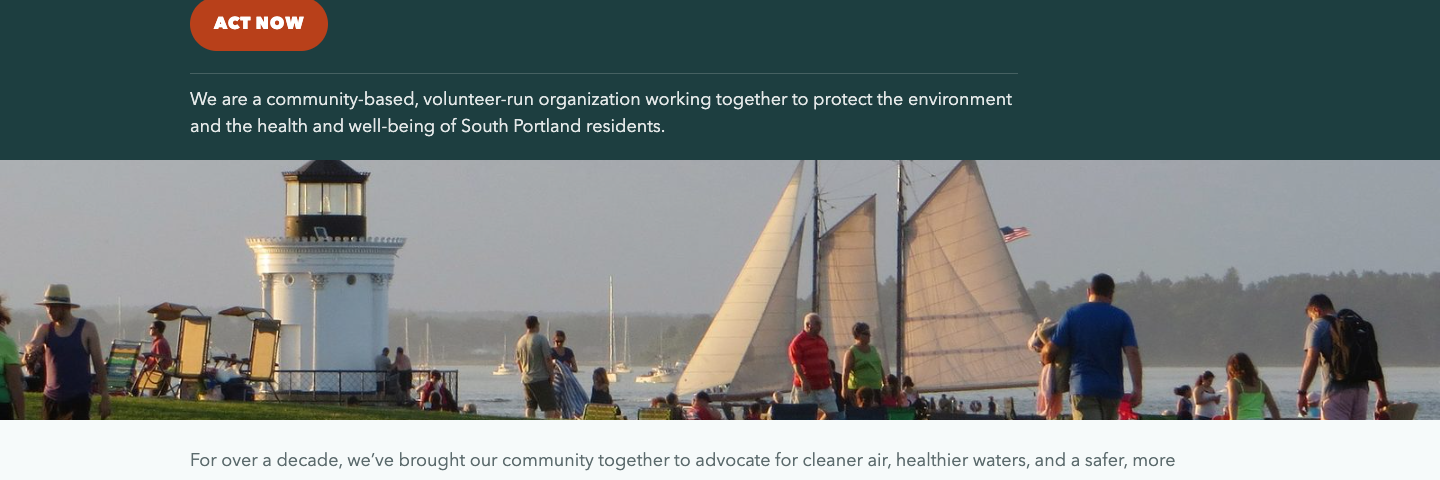 ACT NOW
We are a community-based, volunteer-run organization working together to protect the environment
and the health and well-being of South Portland residents.
For over a decade, we’ve brought our community together to advocate for cleaner air, healthier waters, and a safer, more